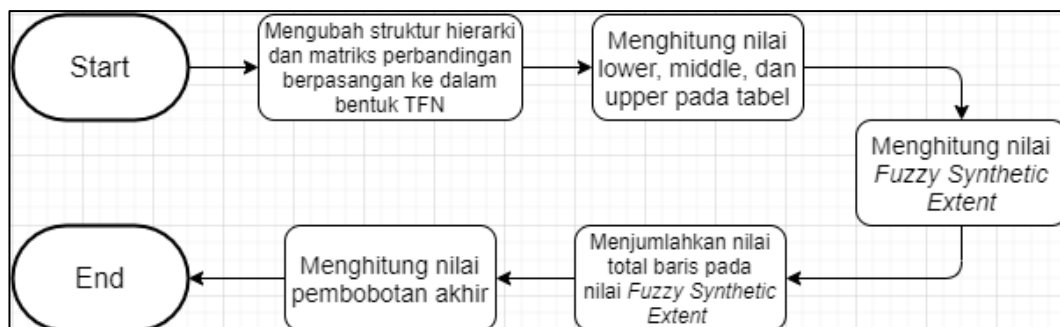 Start
Mengubah struktur hierarki
dan matriks perbandingan
berpasangan ke dalam
bentuk TFN
Menghitung nilai
lower, middle, dan
upper pada tabel
Menghitung nilai
Fuzzy Synthetic
Extent
Menjumlahkan nilai
total baris pada
nilai Fuzzy Synthetic
Extent
Menghitung nilai
pembobotan akhir
End